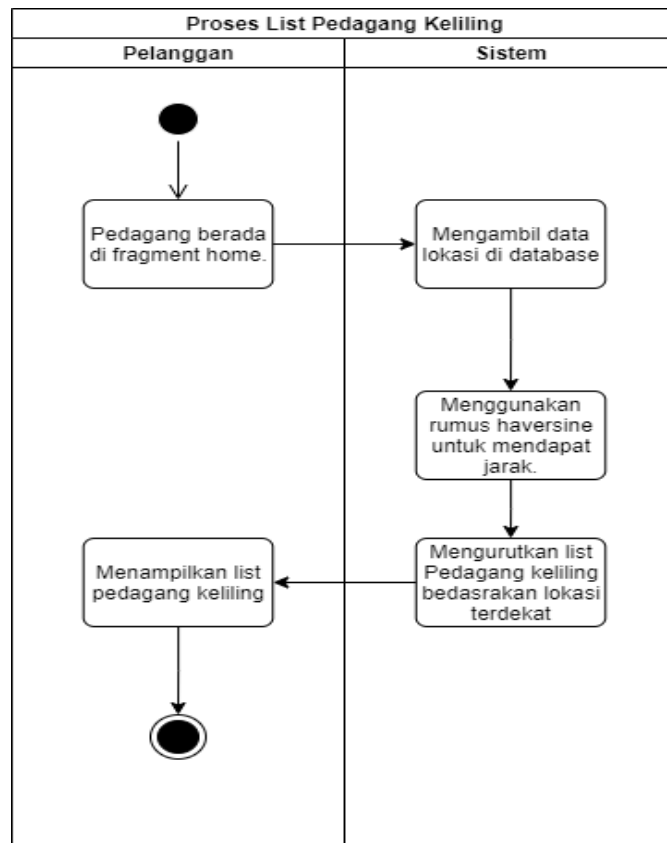 Proses List Pedagang Keliling
Pelanggan
Sistem
Pedagang berada
di fragment home.
Mengambil data
lokasi di database
Menggunakan
rumus haversine
untuk mendapat
jarak.
Mengurutkan list
Pedagang keliling
bedasrakan lokasi
terdekat
Menampilkan list
pedagang keliling